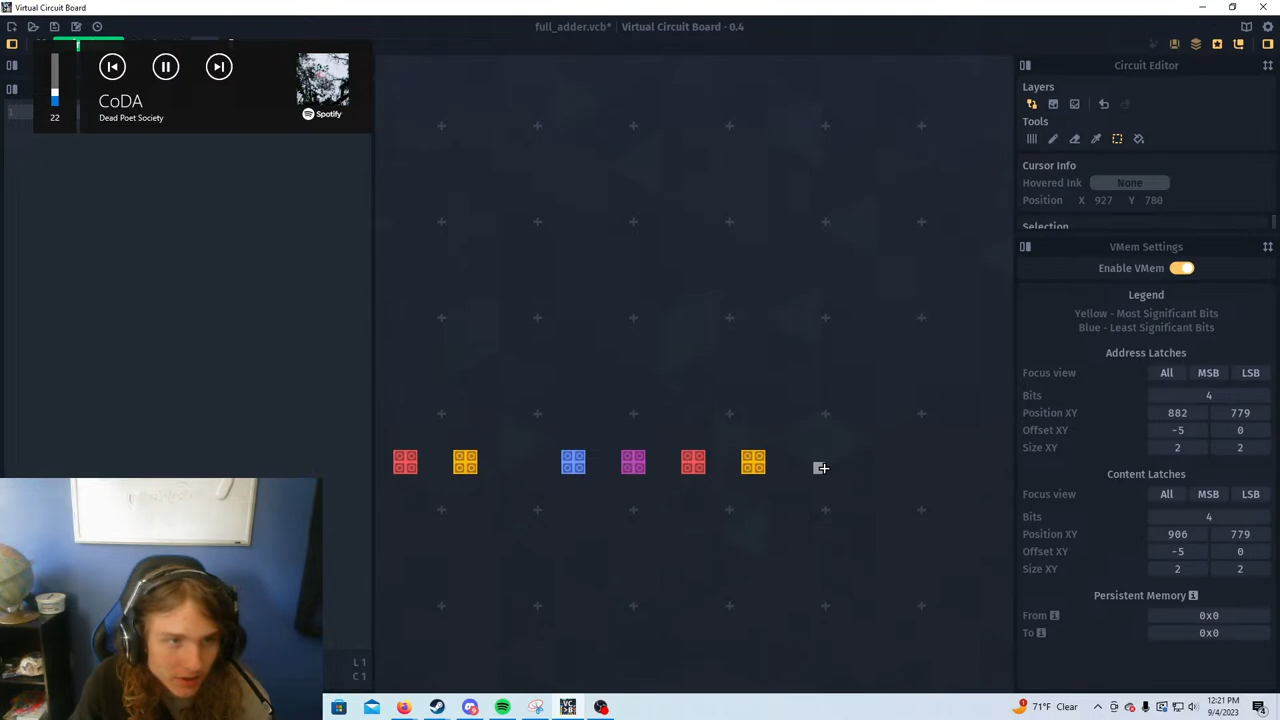 Virtual Circuit Board
full_adder.vcb* | Virtual Circuit Board - 0.4
CoDA
Dead Poet Society
22
Spotify
1
L 1
C 1
Circuit Editor
Layers
Tools
Cursor Info
Hovered Ink None
Position X 927 Y 780
Selection
VMem Settings
Enable VMem
Legend
Yellow - Most Significant Bits
Blue - Least Significant Bits
Address Latches
Focus view All MSB LSB
Bits 4
Position XY 882 779
Offset XY -5 0
Size XY 2 2
Content Latches
Focus view All MSB LSB
Bits 4
Position XY 906 779
Offset XY -5 0
Size XY 2 2
Persistent Memory
From 0x0
To 0x0
71°F Clear
12:21 PM
9/4/2023